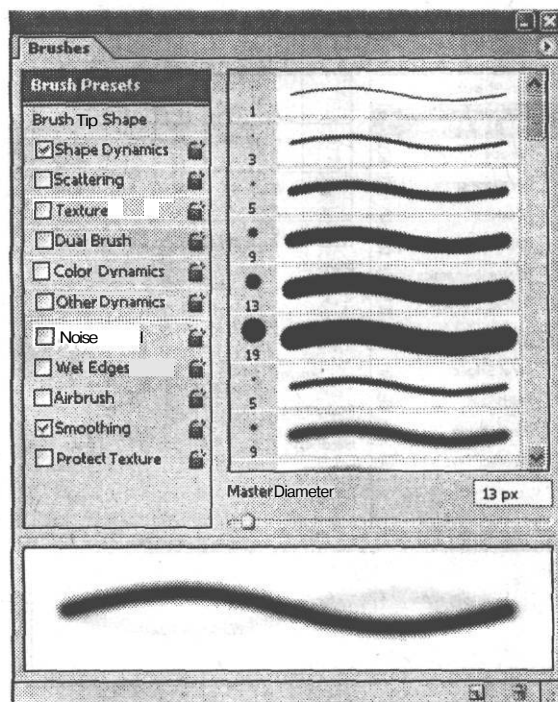 Brushes
Brush Presets
Brush Tip Shape
Shape Dynamics
Scattering
Texture
Dual Brush
Color Dynamics
Other Dynamics
Noise
Wet Edges
Airbrush
Smoothing
Protect Texture
1
3
5
9
13
19
5
9
Master Diameter
13 px